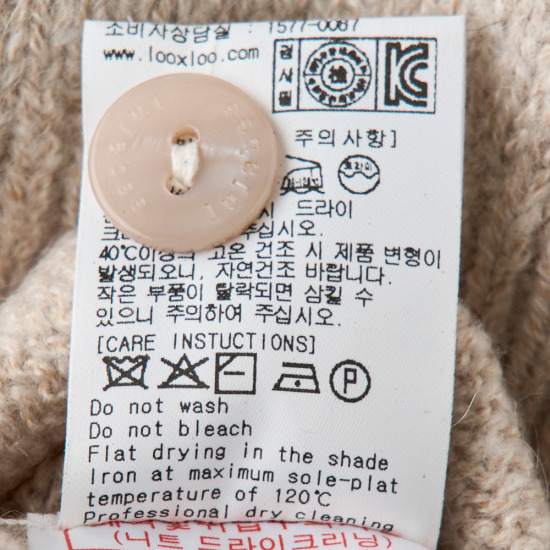 소비자상담실 : 1577-0087
www.looxloo.com
검사필
주의사항]
드라이
주십시오.
40℃이상의 고온 건조 시 제품 변형이
발생되오니, 자연건조 바랍니다.
작은 부품이 탈락되면 삼킬 수
있으니 주의하여 주십시오.
[CARE INSTUCTIONS]
P
Do not wash
Do not bleach
Flat drying in the shade
Iron at maximum sole-plat
temperature of 120℃
Professional dry cleaning
(니트 드라이크리닝)